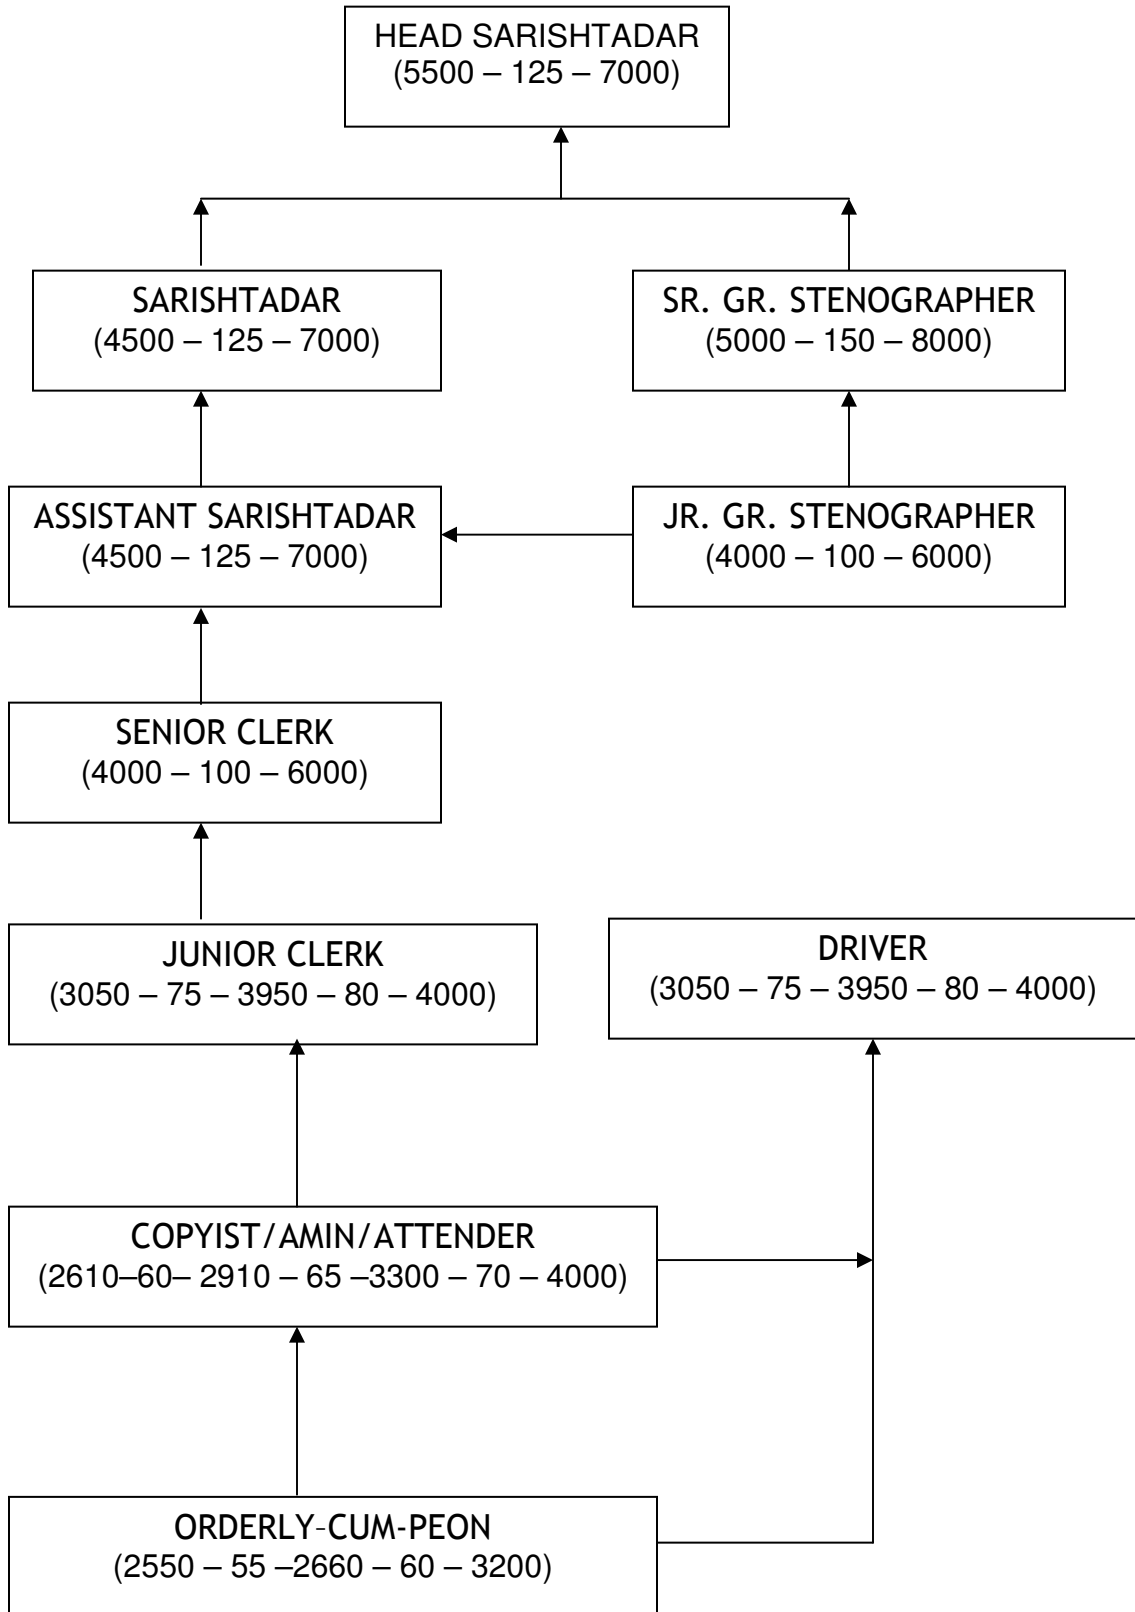 HEAD SARISHTADAR
(5500 – 125 – 7000)
SARISHTADAR
(4500 – 125 – 7000)
SR. GR. STENOGRAPHER
(5000 – 150 – 8000)
ASSISTANT SARISHTADAR
(4500 – 125 – 7000)
JR. GR. STENOGRAPHER
(4000 – 100 – 6000)
SENIOR CLERK
(4000 – 100 – 6000)
JUNIOR CLERK
(3050 – 75 – 3950 – 80 – 4000)
DRIVER
(3050 – 75 – 3950 – 80 – 4000)
COPYIST/AMIN/ATTENDER
(2610–60– 2910 – 65 –3300 – 70 – 4000)
ORDERLY-CUM-PEON
(2550 – 55 –2660 – 60 – 3200)